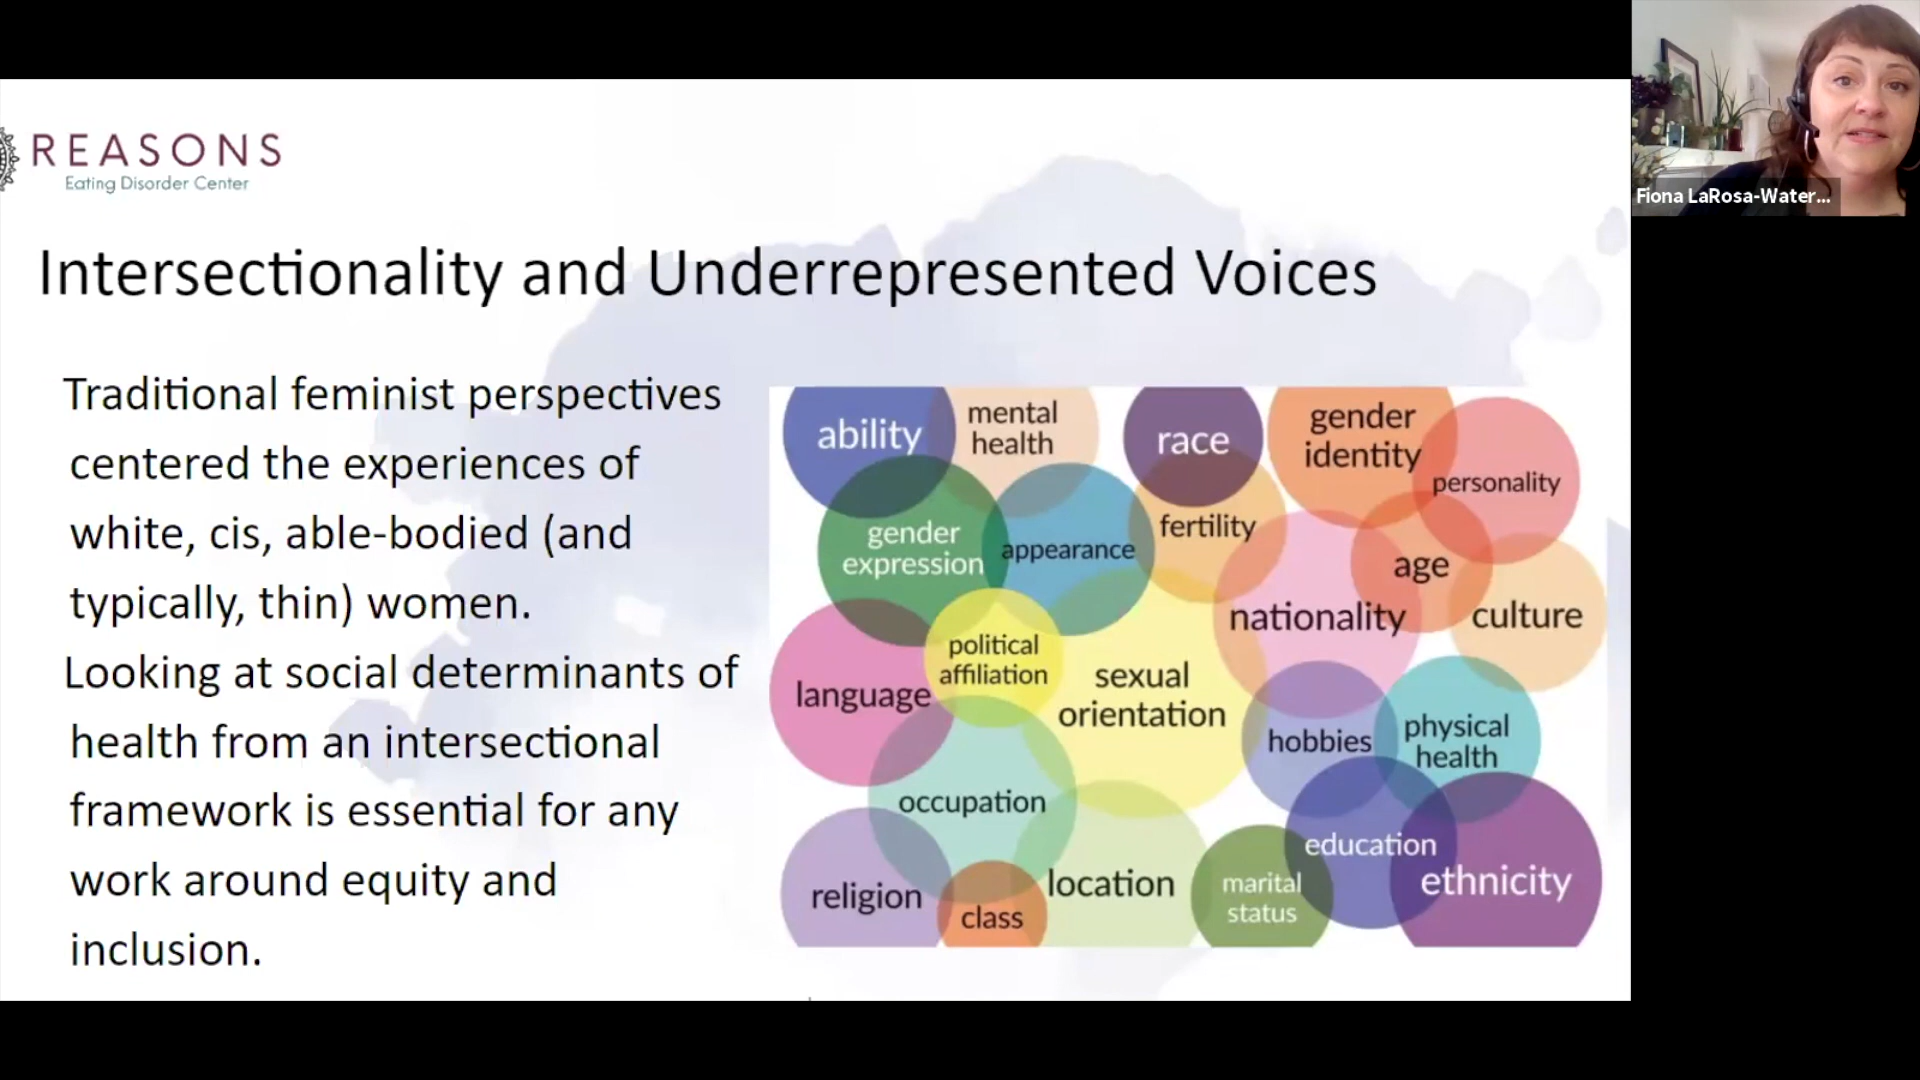 REASONS
Eating Disorder Center
Fiona LaRosa-Water...
Intersectionality and Underrepresented Voices
Traditional feminist perspectives
centered the experiences of
white, cis, able-bodied (and
typically, thin) women.
Looking at social determinants of
health from an intersectional
framework is essential for any
work around equity and
inclusion.
ability
mental
health
race
gender
identity
personality
gender
expression
appearance
fertility
age
nationality
culture
language
political
affiliation
sexual
orientation
hobbies
physical
health
occupation
education
religion
class
location
marital
status
ethnicity